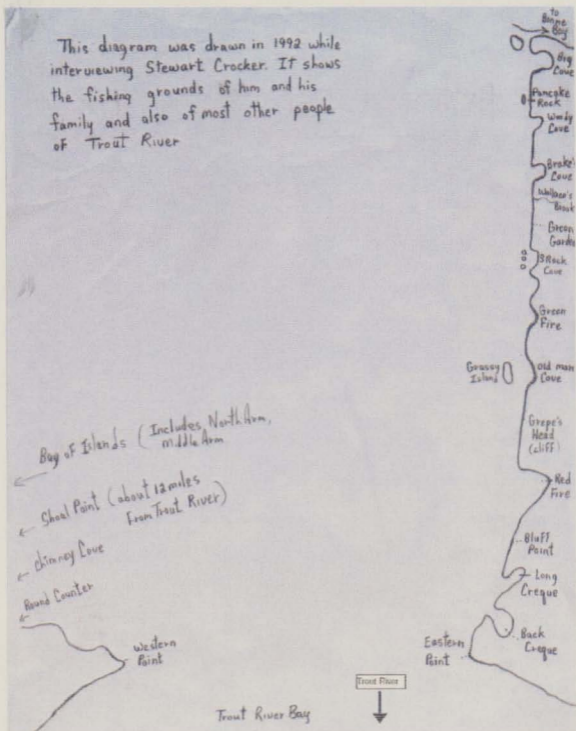 This diagram was drawn in 1992 while
interviewing Stewart Crocker. It shows
the fishing grounds of him and his
family and also of most other people
of Trout River
to
Bonne
Bay
Big
Cove
Pancake
Rock
Woody
Cove
Brake's
Cove
Wallace's
Brook
Green
Garden
3 Rock
Cove
Green
Fire
Grassy
Island
Old man
Cove
Grepe's
Head
(cliff)
Red
Fire
Bluff
Point
Long
Creque
Back
Creque
Eastern
Point
Bay of Islands (Includes, North Arm,
Middle Arm
Shoal Point (about 12 miles
From Trout River)
Chimney Cove
Round Counter
Western
Point
Trout River
Trout River Bay